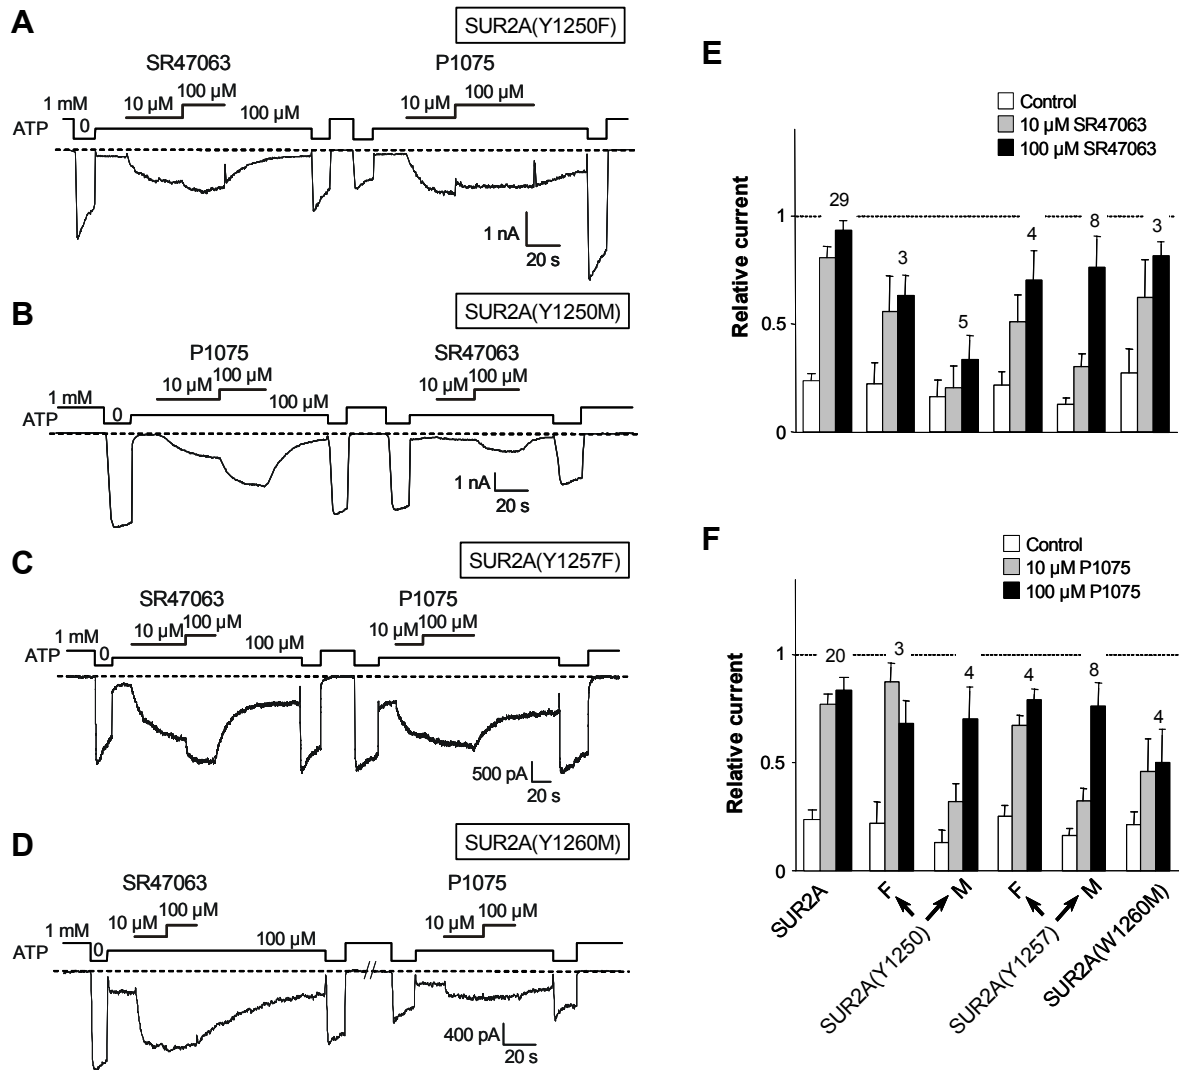 A
SUR2A(Y1250F)
SR47063
P1075
10 µM
100 µM
10 µM
100 µM
1 mM
0
100 µM
ATP
1 nA
20 s
B
SUR2A(Y1250M)
P1075
SR47063
10 µM
100 µM
10 µM
100 µM
1 mM
0
100 µM
ATP
1 nA
20 s
C
SUR2A(Y1257F)
SR47063
P1075
10 µM
100 µM
10 µM
100 µM
1 mM
0
100 µM
ATP
500 pA
20 s
D
SUR2A(Y1260M)
SR47063
P1075
10 µM
100 µM
10 µM
100 µM
1 mM
0
100 µM
ATP
400 pA
20 s
E
Control
10 µM SR47063
100 µM SR47063
Relative current
1
0.5
0
29
3
5
4
8
3
F
Control
10 µM P1075
100 µM P1075
Relative current
1
0.5
0
20
3
4
4
8
4
SUR2A
F
M
F
M
SUR2A(Y1250)
SUR2A(Y1257)
SUR2A(W1260M)